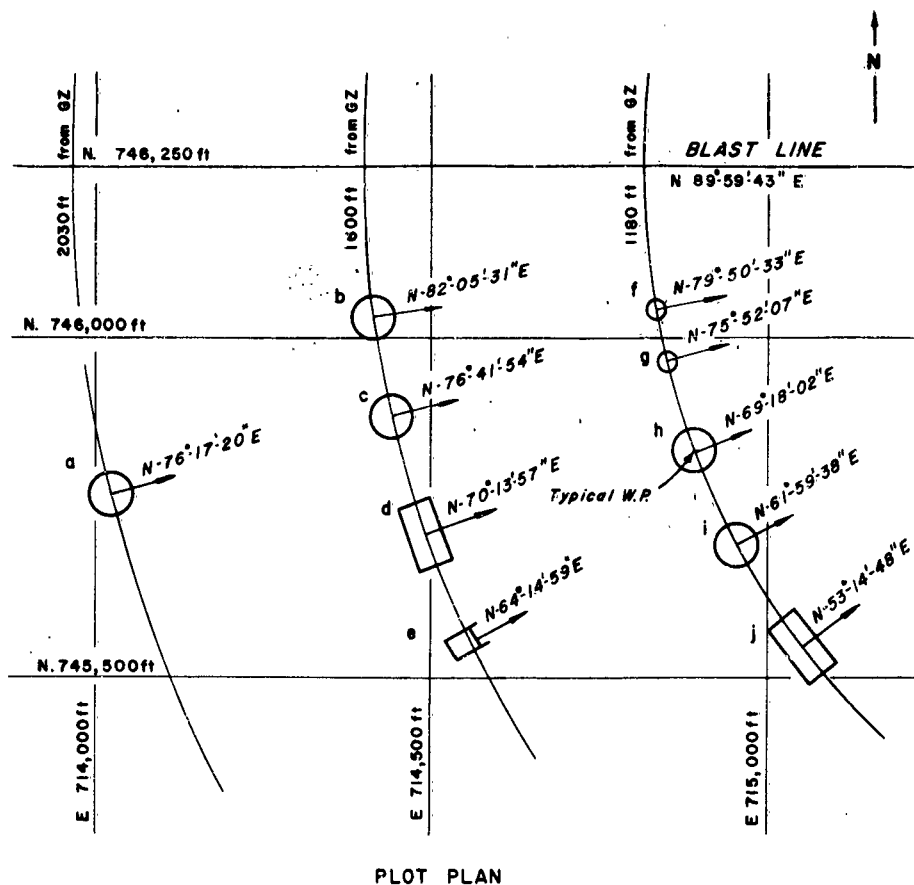 N
from GZ
from GZ
from GZ
N. 746,250 ft
BLAST LINE
N 89°-59'-43" E
2030 ft
1600 ft
1180 ft
b
N-82°-05'-31" E
f
N-79°-50'-33" E
N. 746,000 ft
g
N-75°-52'-07" E
c
N-76°-41'-54" E
h
N-69°-18'-02" E
a
N-76°-17'-20" E
Typical W.P.
d
N-70°-13'-57" E
i
N-61°-59'-38" E
e
N-64°-14'-59" E
j
N-53°-14'-48" E
N. 745,500 ft
E 714,000 ft
E 714,500 ft
E 715,000 ft
PLOT PLAN